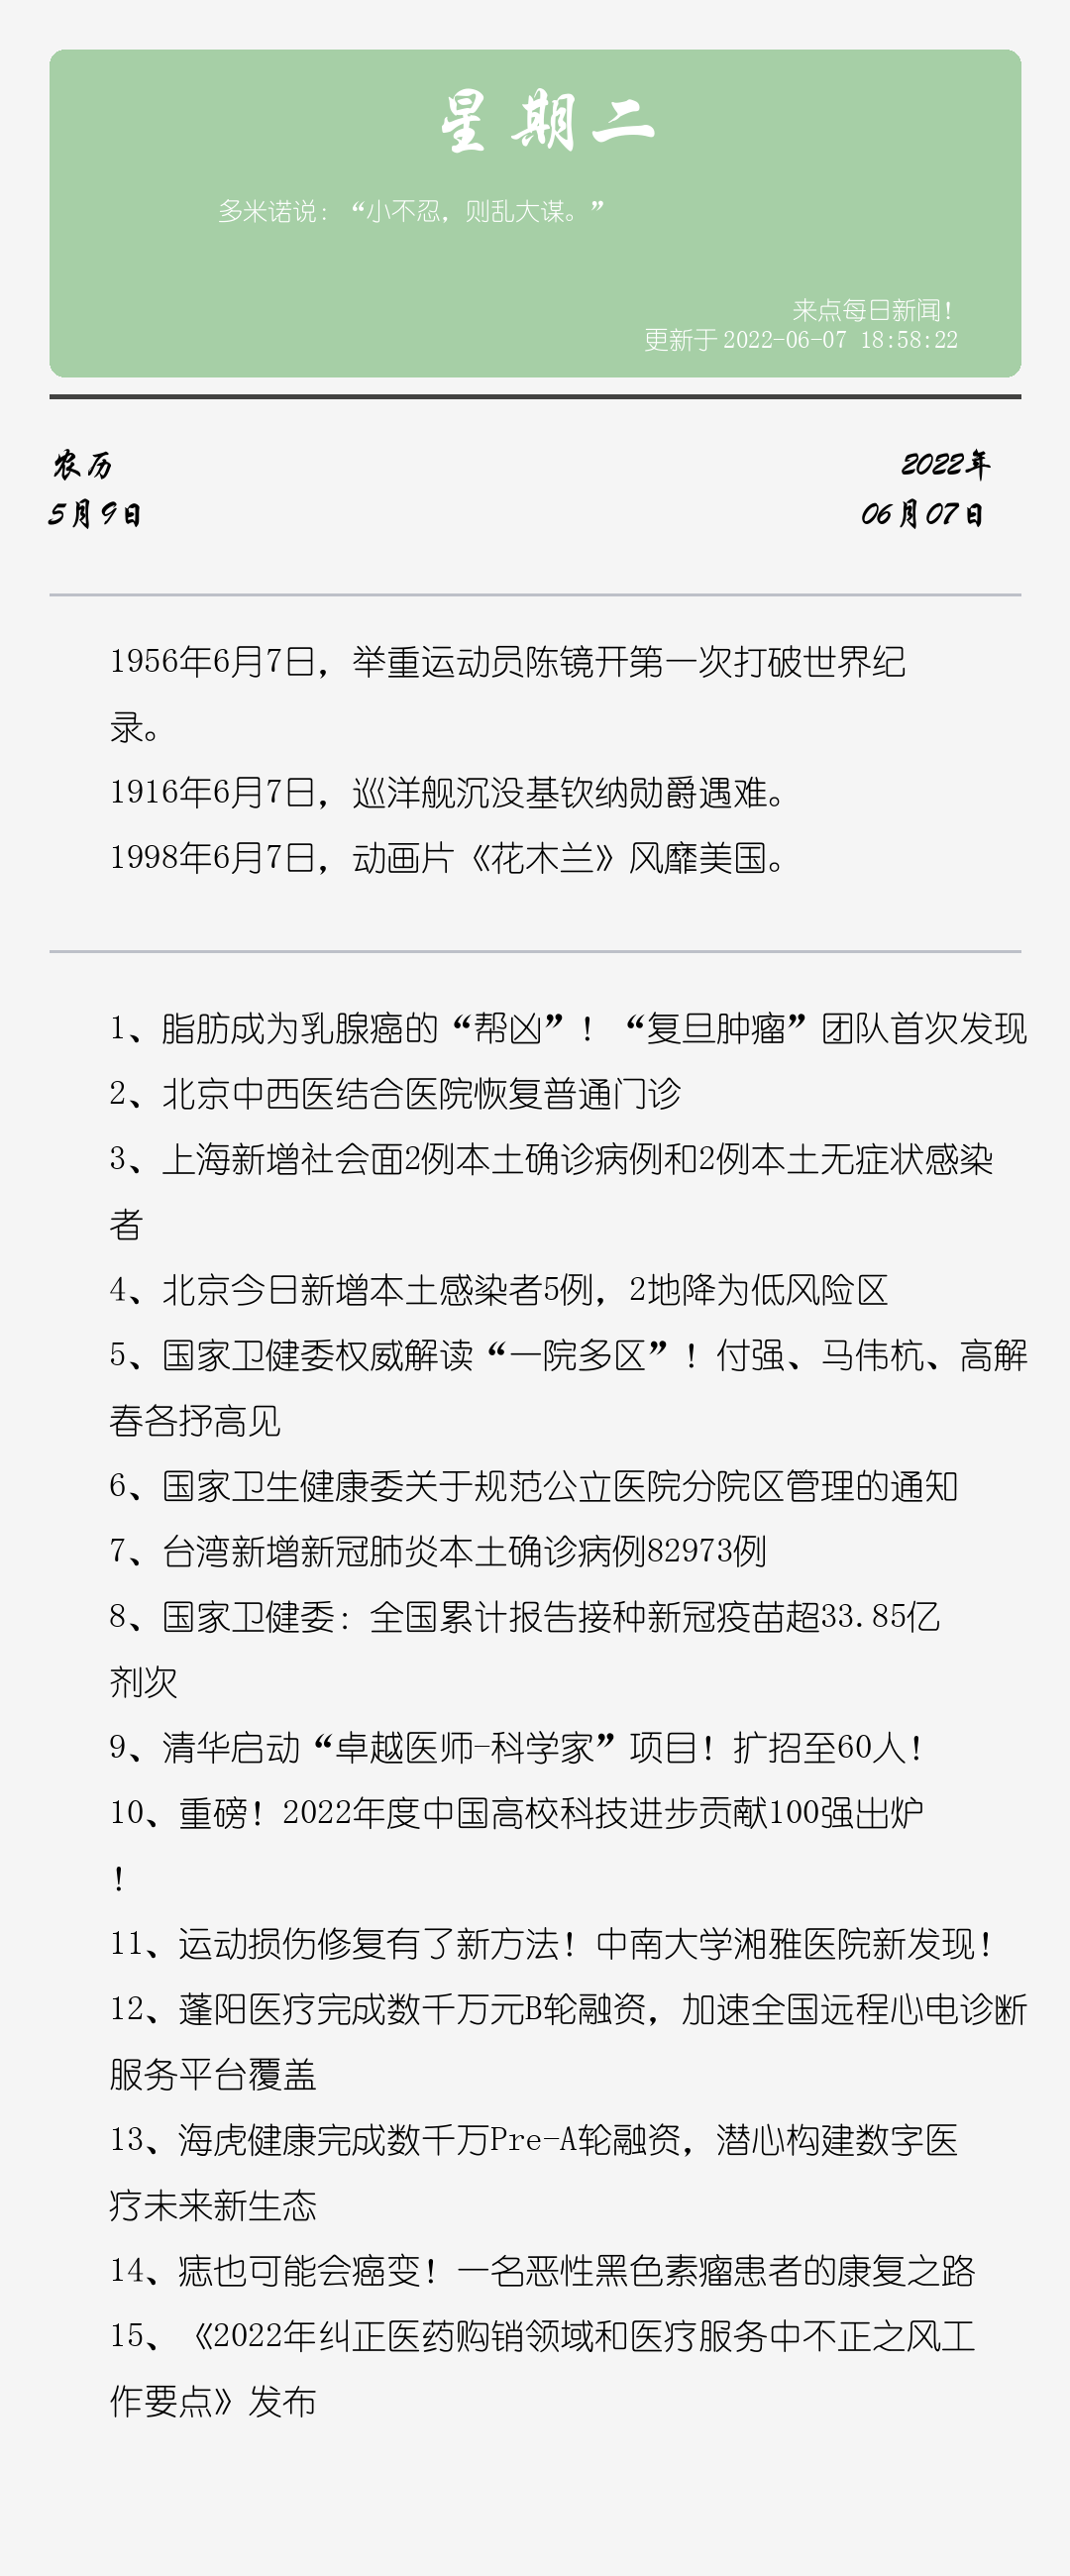 星期二
多米诺说：“小不忍，则乱大谋。”
来点每日新闻！
更新于 2022-06-07 18:58:22
农历
5月9日
2022年
06月07日
1956年6月7日，举重运动员陈镜开第一次打破世界纪
录。
1916年6月7日，巡洋舰沉没基钦纳勋爵遇难。
1998年6月7日，动画片《花木兰》风靡美国。
1、脂肪成为乳腺癌的“帮凶”！“复旦肿瘤”团队首次发现
2、北京中西医结合医院恢复普通门诊
3、上海新增社会面2例本土确诊病例和2例本土无症状感染
者
4、北京今日新增本土感染者5例，2地降为低风险区
5、国家卫健委权威解读“一院多区”！付强、马伟杭、高解
春各抒高见
6、国家卫生健康委关于规范公立医院分院区管理的通知
7、台湾新增新冠肺炎本土确诊病例82973例
8、国家卫健委：全国累计报告接种新冠疫苗超33.85亿
剂次
9、清华启动“卓越医师-科学家”项目！扩招至60人！
10、重磅！2022年度中国高校科技进步贡献100强出炉
！
11、运动损伤修复有了新方法！中南大学湘雅医院新发现！
12、蓬阳医疗完成数千万元B轮融资，加速全国远程心电诊断
服务平台覆盖
13、海虎健康完成数千万Pre-A轮融资，潜心构建数字医
疗未来新生态
14、痣也可能会癌变！一名恶性黑色素瘤患者的康复之路
15、《2022年纠正医药购销领域和医疗服务中不正之风工
作要点》发布